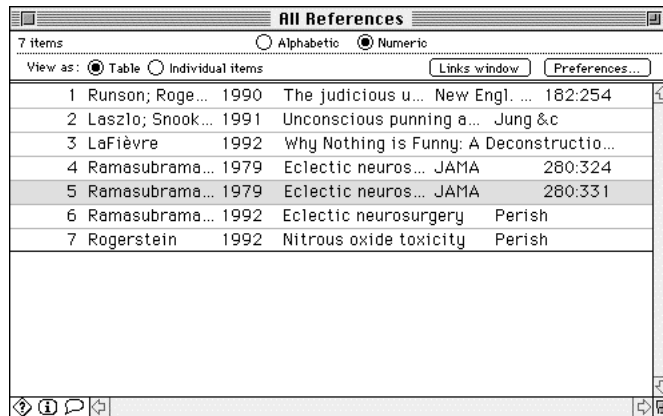 All References
7 items Alphabetic Numeric
View as: Table Individual items Links window Preferences...
1 Runson; Roge... 1990 The judicious u... New Engl. ... 182:254
2 Laszlo; Snook... 1991 Unconscious punning a... Jung &c
3 LaFièvre 1992 Why Nothing is Funny: A Deconstructio...
4 Ramasubrama... 1979 Eclectic neuros... JAMA 280:324
5 Ramasubrama... 1979 Eclectic neuros... JAMA 280:331
6 Ramasubrama... 1992 Eclectic neurosurgery Perish
7 Rogerstein 1992 Nitrous oxide toxicity Perish